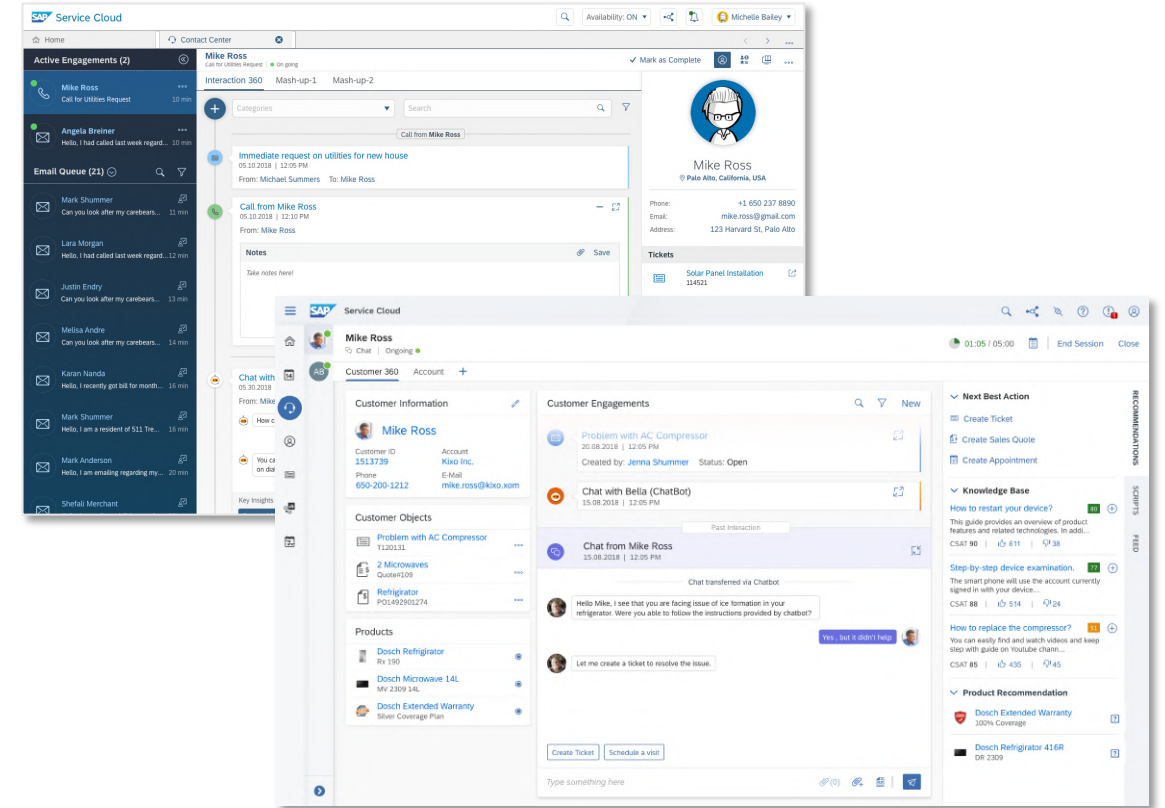 SAP Service Cloud
Availability: ON
Michelle Bailey
Home
Contact Center
Active Engagements (2)
Mike Ross
Call for Utilities Request
10 min
Angela Breiner
Hello, I had called last week regard... 10 min
Email Queue (21)
Mark Shummer
Can you look after my carebears... 11 min
Lara Morgan
Hello, I had called last week regard... 12 min
Justin Endry
Can you look after my carebears... 13 min
Melisa Andre
Can you look after my carebears... 14 min
Karan Nanda
Hello, I recently got bill for month... 16 min
Mark Shummer
Hello, I am a resident of 511 Tre... 16 min
Mark Anderson
Hello, I am emailing regarding my... 20 min
Shefali Merchant
Mike Ross
Call for Utilities Request | On going
Mark as Complete
Interaction 360 Mash-up-1 Mash-up-2
Categories
Search
Call from Mike Ross
Immediate request on utilities for new house
05.10.2018 | 12:05 PM
From: Michael Summers To: Mike Ross
Call from Mike Ross
05.10.2018 | 12:10 PM
From: Mike Ross
Notes
Save
Take notes here!
Chat with
05.30.2018
From: Mike
How c
You ca
on dial
Key Insights
Mike Ross
Palo Alto, California, USA
Phone: +1 650 237 8890
Email: mike.ross@gmail.com
Address: 123 Harvard St, Palo Alto
Tickets
Solar Panel Installation
114521
SAP Service Cloud
14
AB
Mike Ross
Chat | Ongoing
01:05 / 05:00
End Session
Close
Customer 360 Account +
Customer Information
Mike Ross
Customer ID
1513739
Account
Kixo Inc.
Phone
650-200-1212
E-Mail
mike.ross@kixo.xom
Customer Objects
Problem with AC Compressor
T120131
2 Microwaves
Quote#109
Refrigirator
PO1492901274
Products
Dosch Refrigirator
Rx 190
Dosch Microwave 14L
MV 2309 14L
Dosch Extended Warranty
Silver Coverage Plan
Customer Engagements
New
Problem with AC Compressor
20.08.2018 | 12:05 PM
Created by: Jenna Shummer Status: Open
Chat with Bella (ChatBot)
15.08.2018 | 12:05 PM
Past Interaction
Chat from Mike Ross
15.08.2018 | 12:05 PM
Chat transferred via Chatbot
Hello Mike, I see that you are facing issue of ice formation in your
refrigerator. Were you able to follow the instructions provided by chatbot?
Yes , but it didn't help
Let me create a ticket to resolve the issue.
Create Ticket
Schedule a visit
Type something here
(0)
Next Best Action
Create Ticket
Create Sales Quote
Create Appointment
Knowledge Base
How to restart your device? 80
This guide provides an overview of product
features and related technologies. In addi...
CSAT 90 | 611 | 38
Step-by-step device examination. 77
The smart phone will use the account currently
signed in with your device...
CSAT 88 | 514 | 24
How to replace the compressor? 51
You can easily find and watch videos and keep
step with guide on Youtube chann...
CSAT 85 | 435 | 45
Product Recommendation
Dosch Extended Warranty
100% Coverage
Dosch Refrigirator 416R
DR 2309
RECOMMENDATIONS
SCRIPTS
FEED